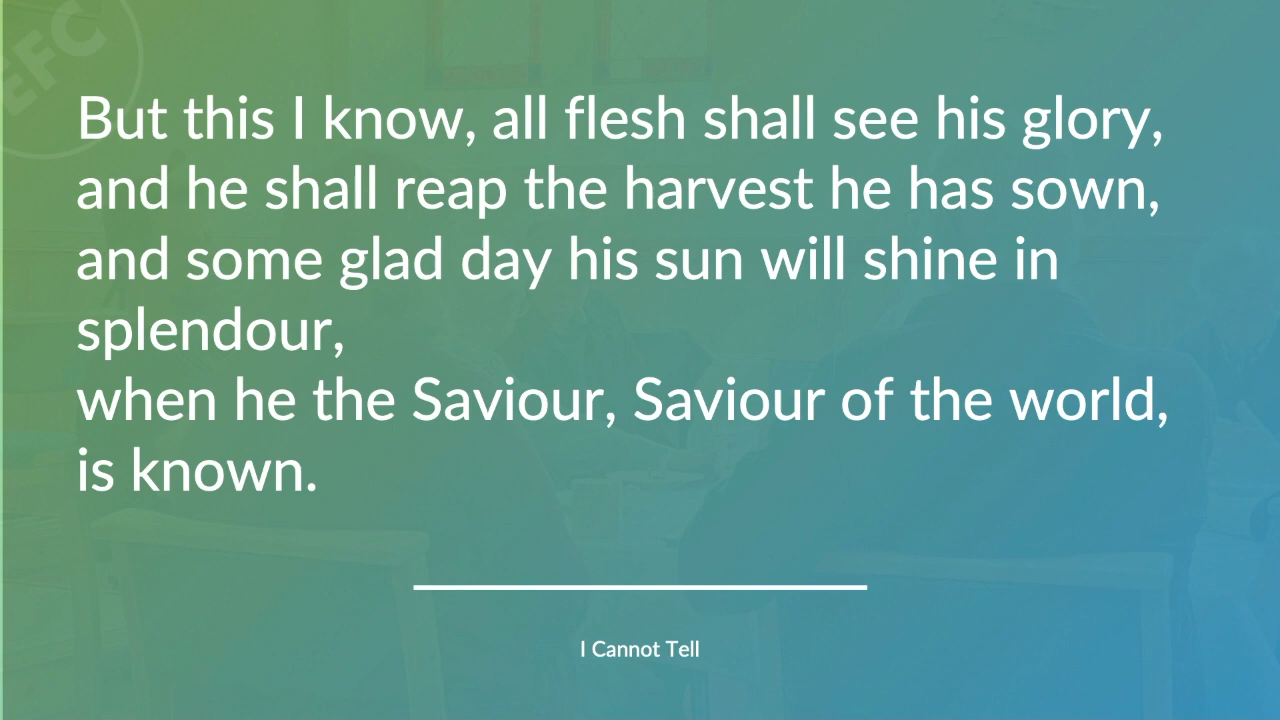 EFC
But this I know, all flesh shall see his glory,
and he shall reap the harvest he has sown,
and some glad day his sun will shine in
splendour,
when he the Saviour, Saviour of the world,
is known.
I Cannot Tell